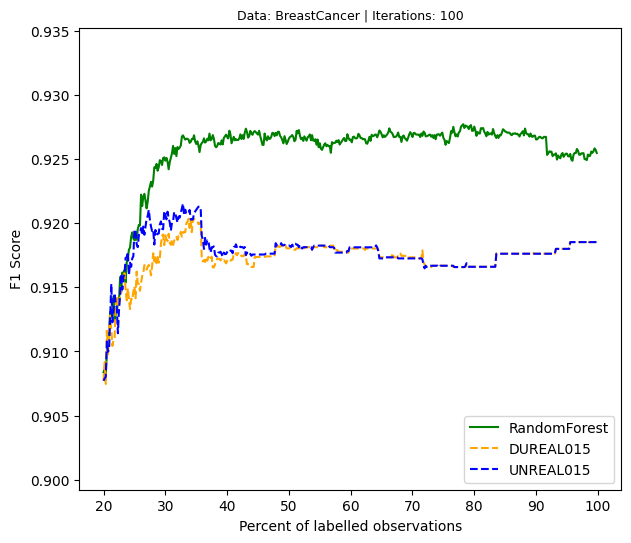 Data: BreastCancer | Iterations: 100
F1 Score
0.935
0.930
0.925
0.920
0.915
0.910
0.905
0.900
20 30 40 50 60 70 80 90 100
Percent of labelled observations
RandomForest
DUREAL015
UNREAL015